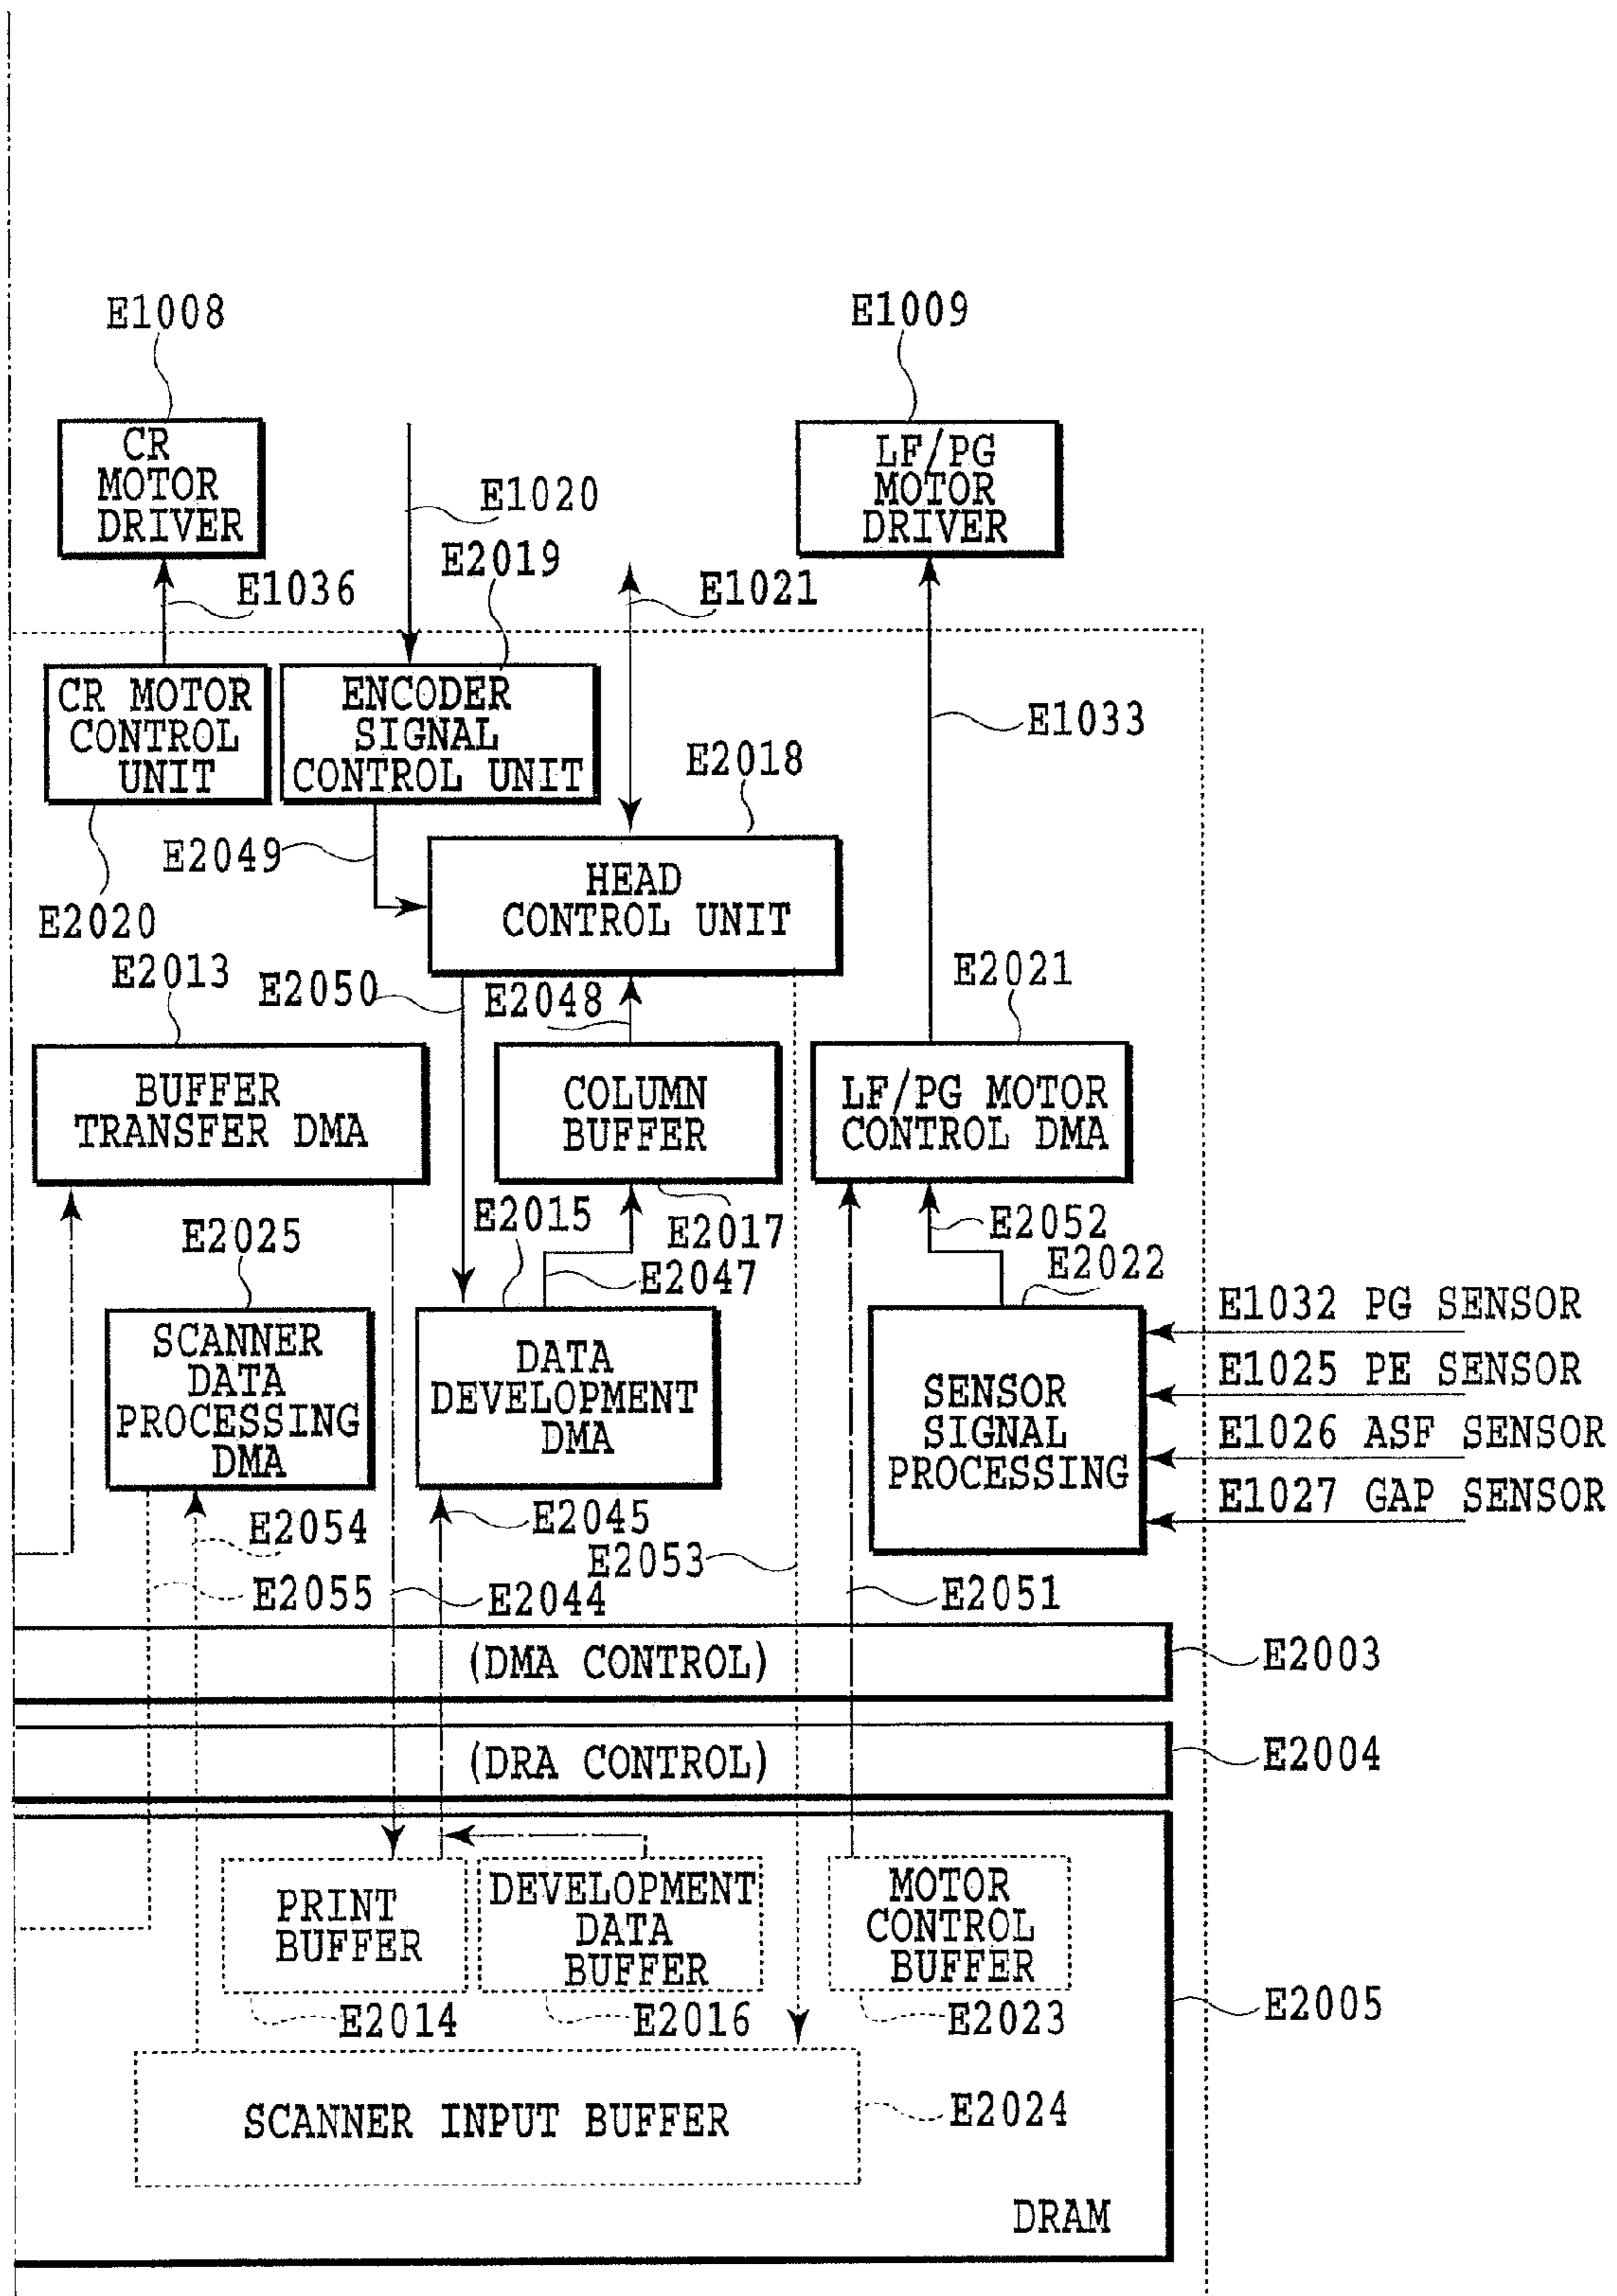 E1008
E1009
CR
MOTOR
DRIVER
LF/PG
MOTOR
DRIVER
E1020
E2019
E1036
E1021
CR MOTOR
CONTROL
UNIT
ENCODER
SIGNAL
CONTROL UNIT
E1033
E2018
E2049
HEAD
CONTROL UNIT
E2020
E2013
E2050
E2048
E2021
BUFFER
TRANSFER DMA
COLUMN
BUFFER
LF/PG MOTOR
CONTROL DMA
E2025
E2015
E2017
E2047
E2052
E2022
SCANNER
DATA
PROCESSING
DMA
DATA
DEVELOPMENT
DMA
SENSOR
SIGNAL
PROCESSING
E1032 PG SENSOR
E1025 PE SENSOR
E1026 ASF SENSOR
E1027 GAP SENSOR
E2054
E2045
E2053
E2055
E2044
E2051
(DMA CONTROL)
E2003
(DRA CONTROL)
E2004
PRINT
BUFFER
DEVELOPMENT
DATA
BUFFER
MOTOR
CONTROL
BUFFER
E2014
E2016
E2023
E2005
SCANNER INPUT BUFFER
E2024
DRAM